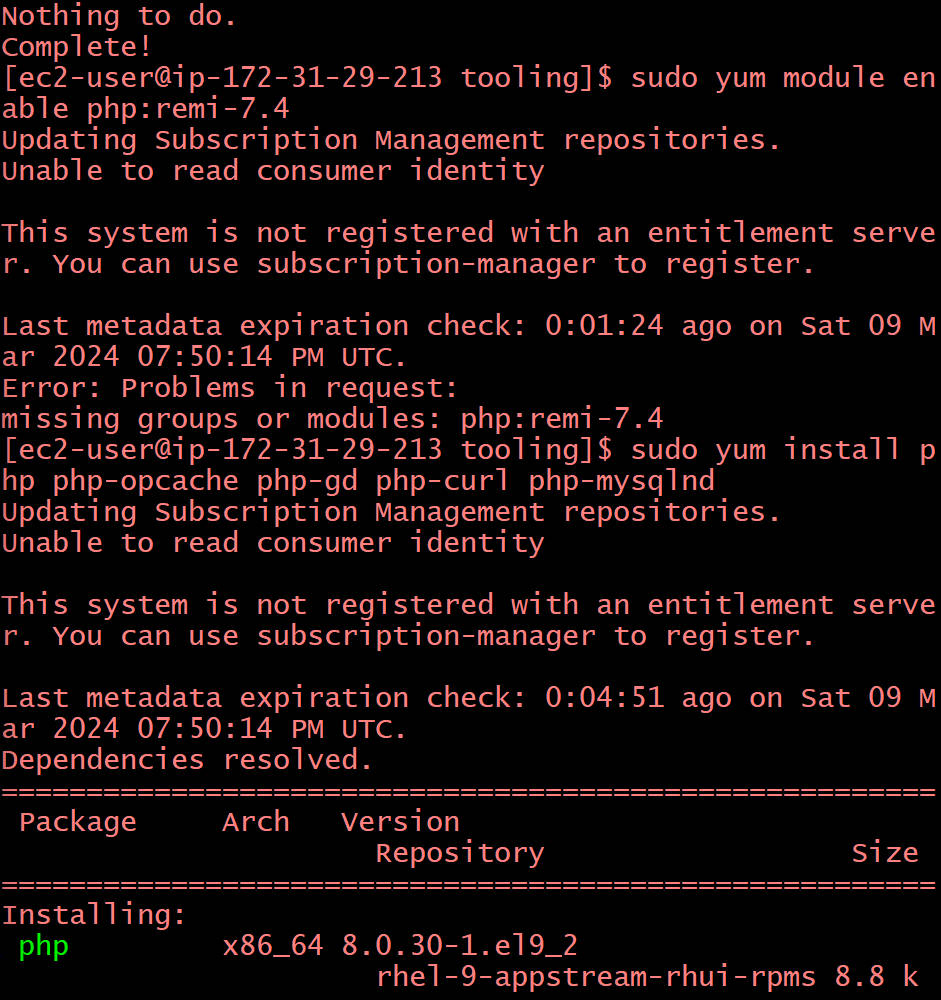 Nothing to do.
Complete!
[ec2-user@ip-172-31-29-213 tooling]$ sudo yum module en
able php:remi-7.4
Updating Subscription Management repositories.
Unable to read consumer identity
This system is not registered with an entitlement serve
r. You can use subscription-manager to register.
Last metadata expiration check: 0:01:24 ago on Sat 09 M
ar 2024 07:50:14 PM UTC.
Error: Problems in request:
missing groups or modules: php:remi-7.4
[ec2-user@ip-172-31-29-213 tooling]$ sudo yum install p
hp php-opcache php-gd php-curl php-mysqlnd
Updating Subscription Management repositories.
Unable to read consumer identity
This system is not registered with an entitlement serve
r. You can use subscription-manager to register.
Last metadata expiration check: 0:04:51 ago on Sat 09 M
ar 2024 07:50:14 PM UTC.
Dependencies resolved.
=======================================================
Package Arch Version
Repository Size
=======================================================
Installing:
php x86_64 8.0.30-1.el9_2
rhel-9-appstream-rhui-rpms 8.8 k